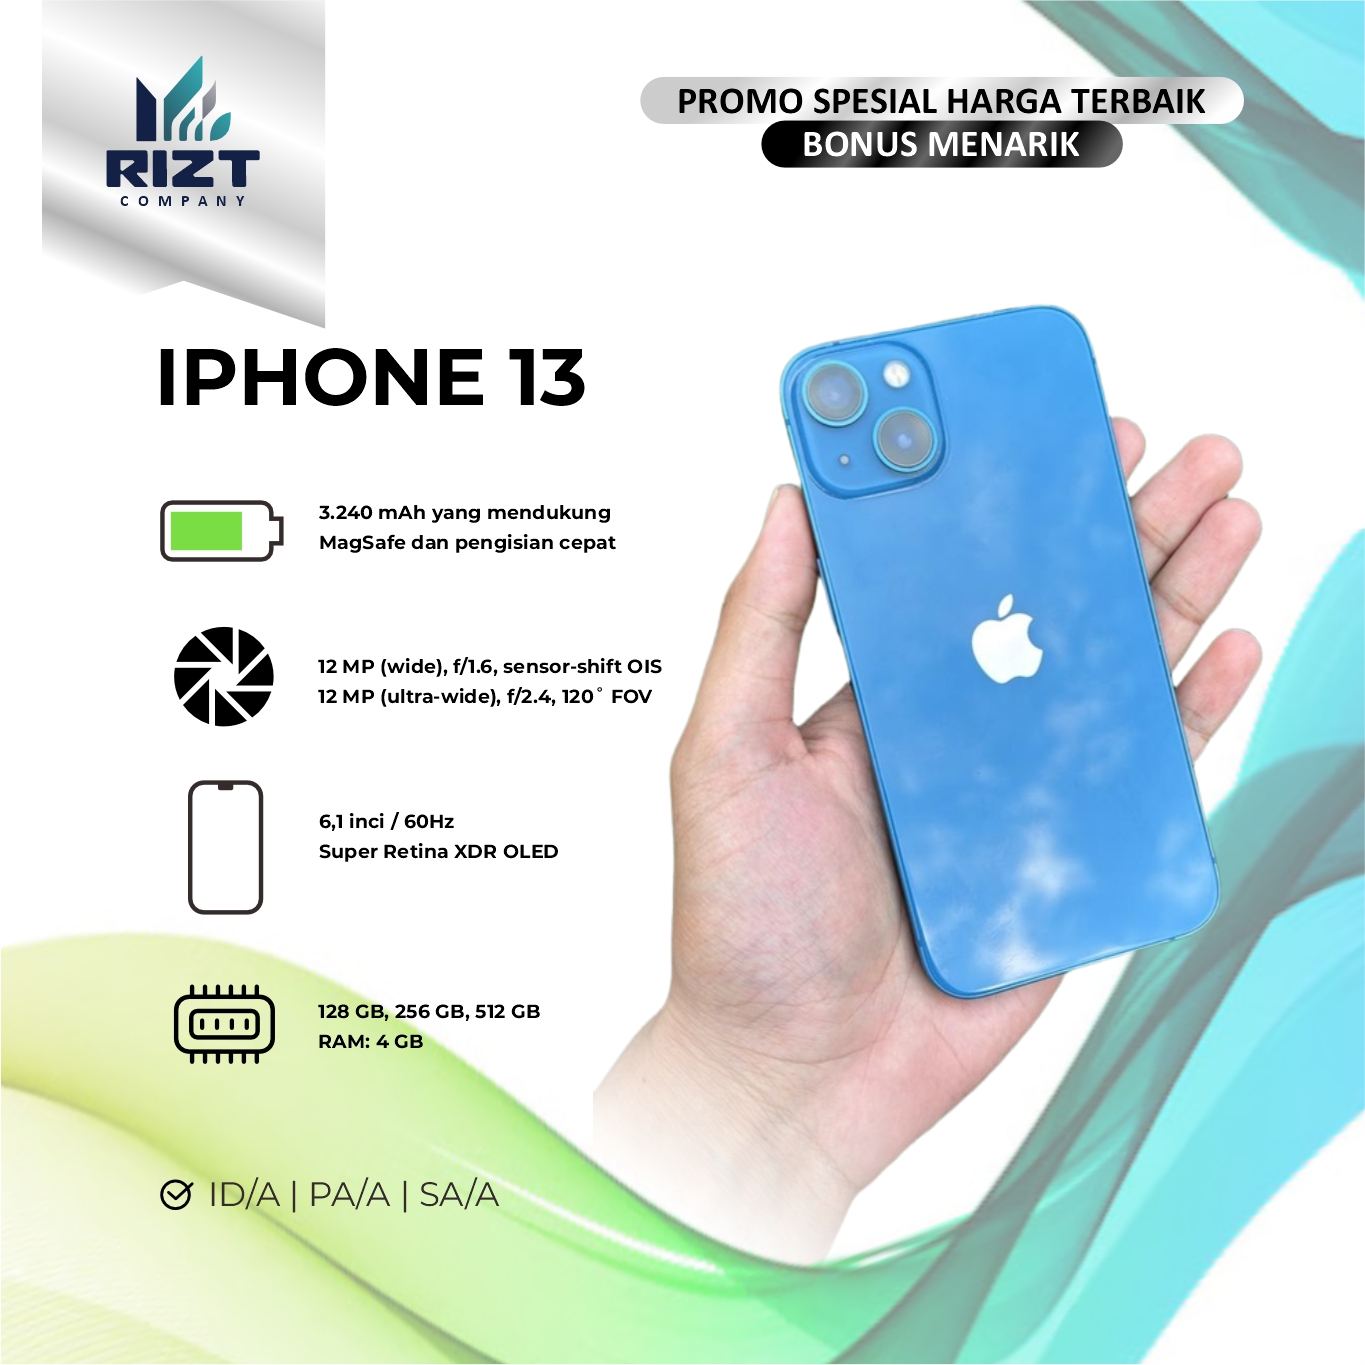 RIZT
COMPANY
PROMO SPESIAL HARGA TERBAIK
BONUS MENARIK
IPHONE 13
3.240 mAh yang mendukung
MagSafe dan pengisian cepat
12 MP (wide), f/1.6, sensor-shift OIS
12 MP (ultra-wide), f/2.4, 120˚ FOV
6,1 inci / 60Hz
Super Retina XDR OLED
128 GB, 256 GB, 512 GB
RAM: 4 GB
ID/A | PA/A | SA/A